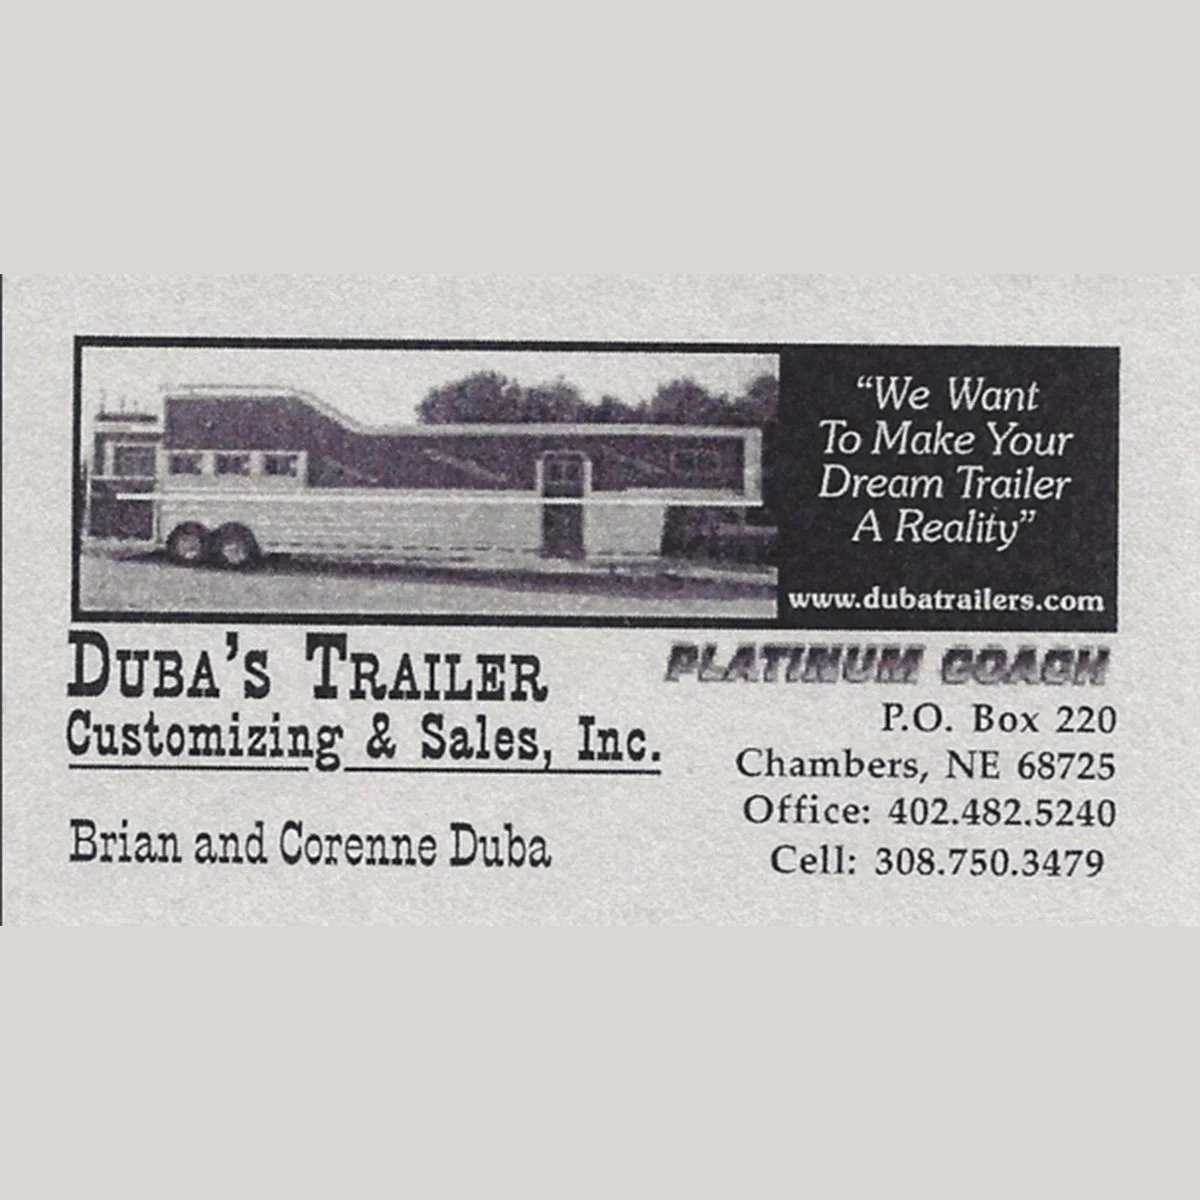 “We Want
To Make Your
Dream Trailer
A Reality”
www.dubatrailers.com
DUBA'S TRAILER
Customizing & Sales, Inc.
Brian and Corenne Duba
PLATINUM COACH
P.O. Box 220
Chambers, NE 68725
Office: 402.482.5240
Cell: 308.750.3479